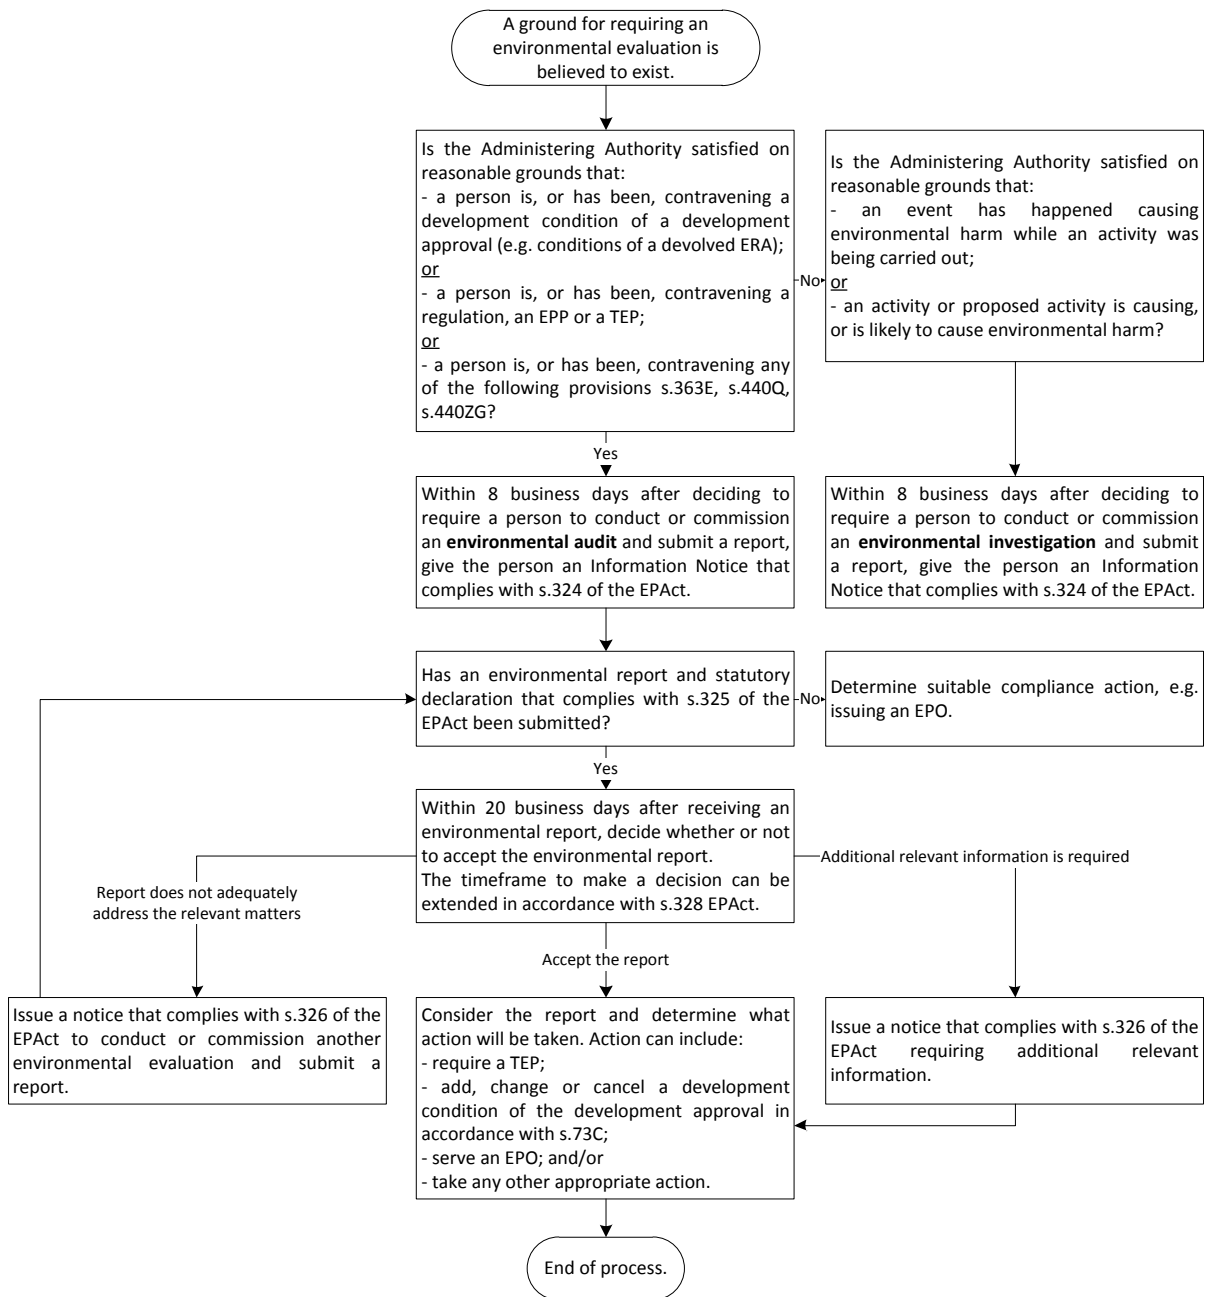 A ground for requiring an
environmental evaluation is
believed to exist.
Is the Administering Authority satisfied on
reasonable grounds that:
- a person is, or has been, contravening a
development condition of a development
approval (e.g. conditions of a devolved ERA);
or
- a person is, or has been, contravening a
regulation, an EPP or a TEP;
or
- a person is, or has been, contravening any
of the following provisions s.363E, s.440Q,
s.440ZG?
No
Is the Administering Authority satisfied on
reasonable grounds that:
- an event has happened causing
environmental harm while an activity was
being carried out;
or
- an activity or proposed activity is causing,
or is likely to cause environmental harm?
Yes
Within 8 business days after deciding to
require a person to conduct or commission
an environmental audit and submit a report,
give the person an Information Notice that
complies with s.324 of the EPAct.
Within 8 business days after deciding to
require a person to conduct or commission
an environmental investigation and submit
a report, give the person an Information
Notice that complies with s.324 of the EPAct.
Has an environmental report and statutory
declaration that complies with s.325 of the
EPAct been submitted?
No
Determine suitable compliance action, e.g.
issuing an EPO.
Yes
Within 20 business days after receiving an
environmental report, decide whether or not
to accept the environmental report.
The timeframe to make a decision can be
extended in accordance with s.328 EPAct.
Additional relevant information is required
Report does not adequately
address the relevant matters
Accept the report
Issue a notice that complies with s.326 of the
EPAct to conduct or commission another
environmental evaluation and submit a
report.
Consider the report and determine what
action will be taken. Action can include:
- require a TEP;
- add, change or cancel a development
condition of the development approval in
accordance with s.73C;
- serve an EPO; and/or
- take any other appropriate action.
Issue a notice that complies with s.326 of the
EPAct requiring additional relevant
information.
End of process.